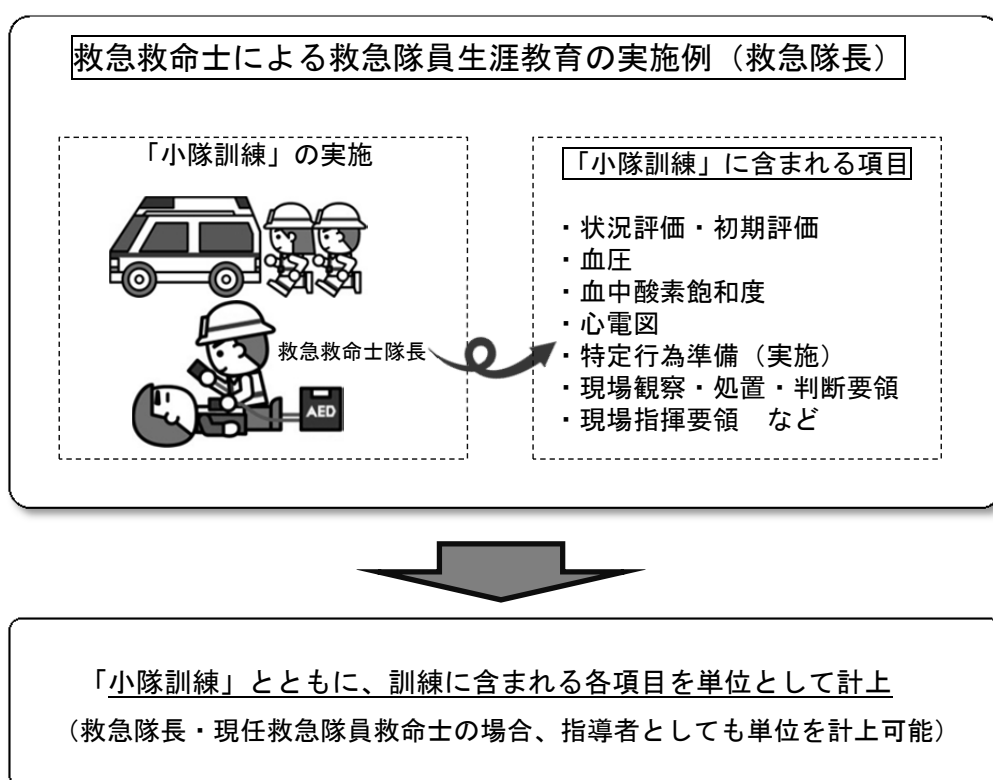 救急救命士による救急隊員生涯教育の実施例（救急隊長）
「小隊訓練」の実施
救急救命士隊長
AED
「小隊訓練」に含まれる項目
・状況評価・初期評価
・血圧
・血中酸素飽和度
・心電図
・特定行為準備（実施）
・現場観察・処置・判断要領
・現場指揮要領　など
「小隊訓練」とともに、訓練に含まれる各項目を単位として計上
（救急隊長・現任救急隊員救命士の場合、指導者としても単位を計上可能）